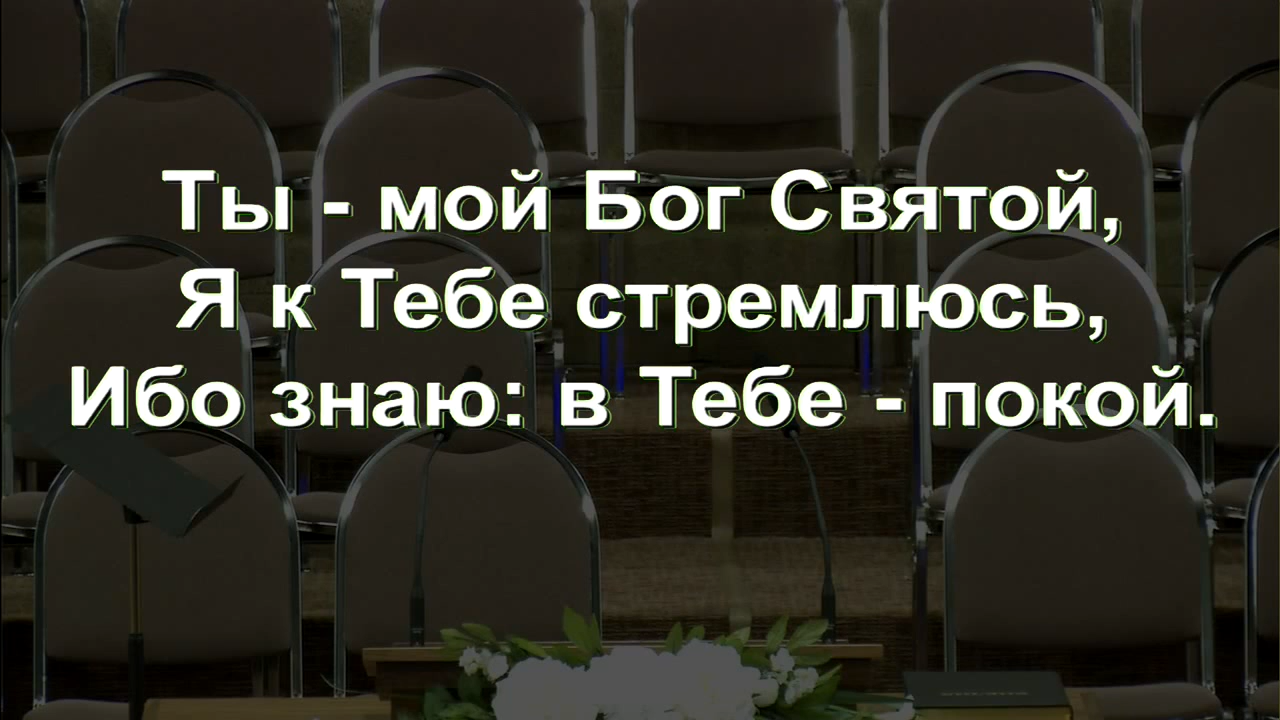 Ты - мой Бог Святой,
Я к Тебе стремлюсь,
Ибо знаю: в Тебе - покой.